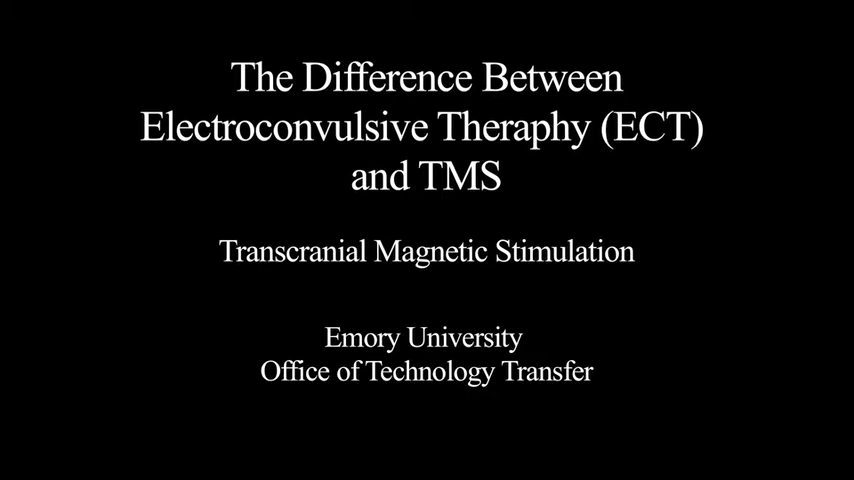 The Difference Between
Electroconvulsive Theraphy (ECT)
and TMS
Transcranial Magnetic Stimulation
Emory University
Office of Technology Transfer